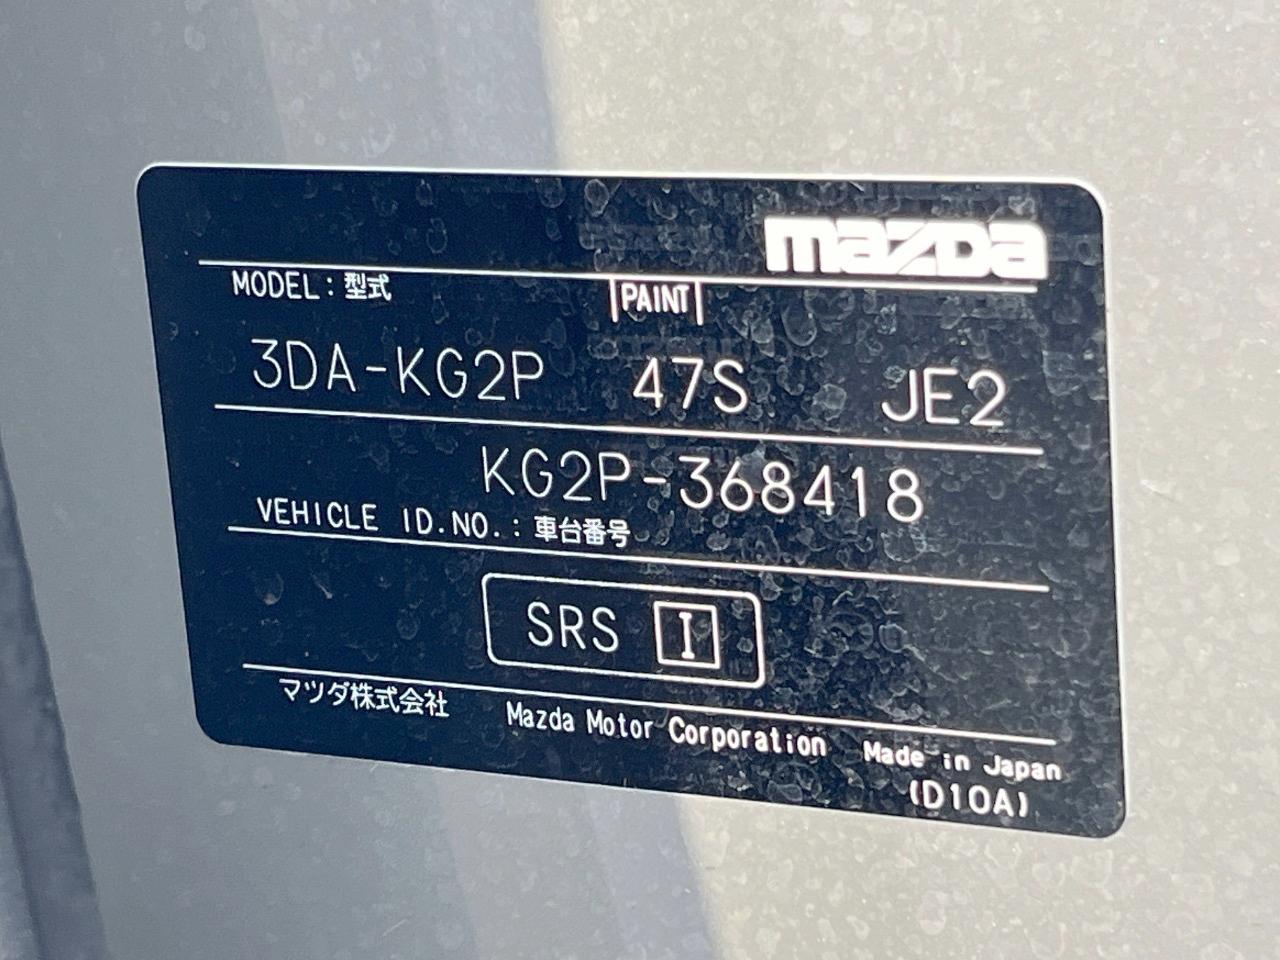 mazda
MODEL：型式 PAINT
3DA-KG2P 47S JE2
KG2P-368418
VEHICLE ID.NO.：車台番号
SRS I
マツダ株式会社 Mazda Motor Corporation Made in Japan
(D10A)